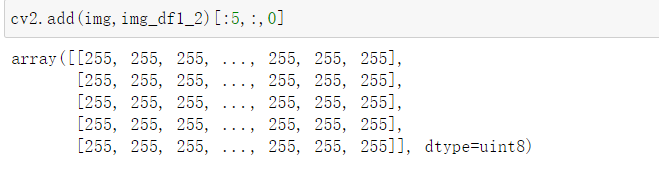 cv2.add(img,img_df1_2)[:5,:,0]
array([[255, 255, 255, ..., 255, 255, 255],
[255, 255, 255, ..., 255, 255, 255],
[255, 255, 255, ..., 255, 255, 255],
[255, 255, 255, ..., 255, 255, 255],
[255, 255, 255, ..., 255, 255, 255]], dtype=uint8)